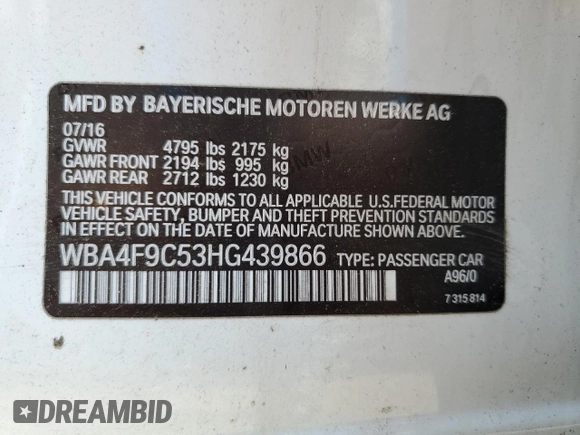 MFD BY BAYERISCHE MOTOREN WERKE AG
07/16
GVWR 4795 lbs 2175 kg
GAWR FRONT 2194 lbs 995 kg
GAWR REAR 2712 lbs 1230 kg
THIS VEHICLE CONFORMS TO ALL APPLICABLE U.S.FEDERAL MOTOR
VEHICLE SAFETY, BUMPER AND THEFT PREVENTION STANDARDS
IN EFFECT ON THE DATE OF MANUFACTURE SHOWN ABOVE.
WBA4F9C53HG439866 TYPE: PASSENGER CAR
A96/0
7 315 814
DREAMBID